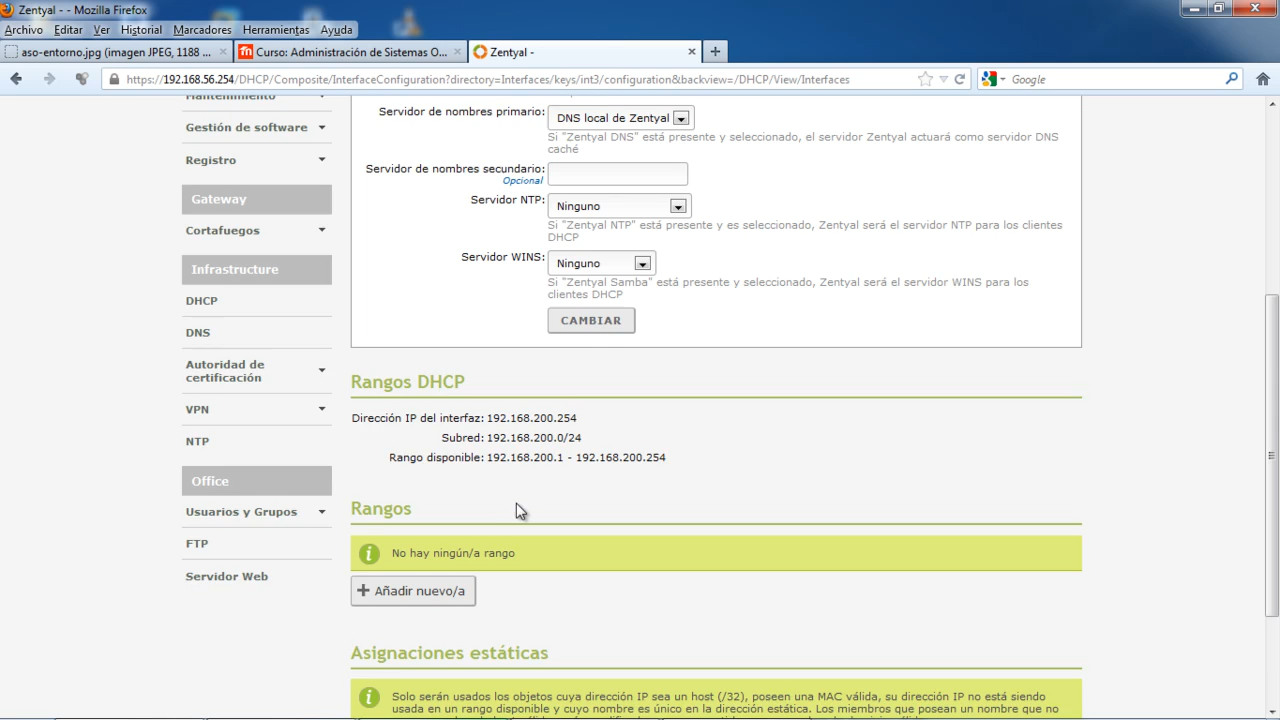 Zentyal - - Mozilla Firefox
Archivo Editar Ver Historial Marcadores Herramientas Ayuda
aso-entorno.jpg (imagen JPEG, 1188 ... × Curso: Administración de Sistemas O... × Zentyal - ×
https://192.168.56.254/DHCP/Composite/InterfaceConfiguration?directory=Interfaces/keys/int3/configuration&backview=/DHCP/View/Interfaces
Google
Mantenimiento
Gestión de software
Registro
Gateway
Cortafuegos
Infrastructure
DHCP
DNS
Autoridad de
certificación
VPN
NTP
Office
Usuarios y Grupos
FTP
Servidor Web
Servidor de nombres primario: DNS local de Zentyal
Si "Zentyal DNS" está presente y seleccionado, el servidor Zentyal actuará como servidor DNS
caché
Servidor de nombres secundario:
Opcional
Servidor NTP: Ninguno
Si "Zentyal NTP" está presente y es seleccionado, Zentyal será el servidor NTP para los clientes
DHCP
Servidor WINS: Ninguno
Si "Zentyal Samba" está presente y seleccionado, Zentyal será el servidor WINS para los
clientes DHCP
CAMBIAR
Rangos DHCP
Dirección IP del interfaz: 192.168.200.254
Subred: 192.168.200.0/24
Rango disponible: 192.168.200.1 - 192.168.200.254
Rangos
No hay ningún/a rango
+ Añadir nuevo/a
Asignaciones estáticas
Solo serán usados los objetos cuya dirección IP sea un host (/32), poseen una MAC válida, su dirección IP no está siendo
usada en un rango disponible y cuyo nombre es único en la dirección estática. Los miembros que posean un nombre que no